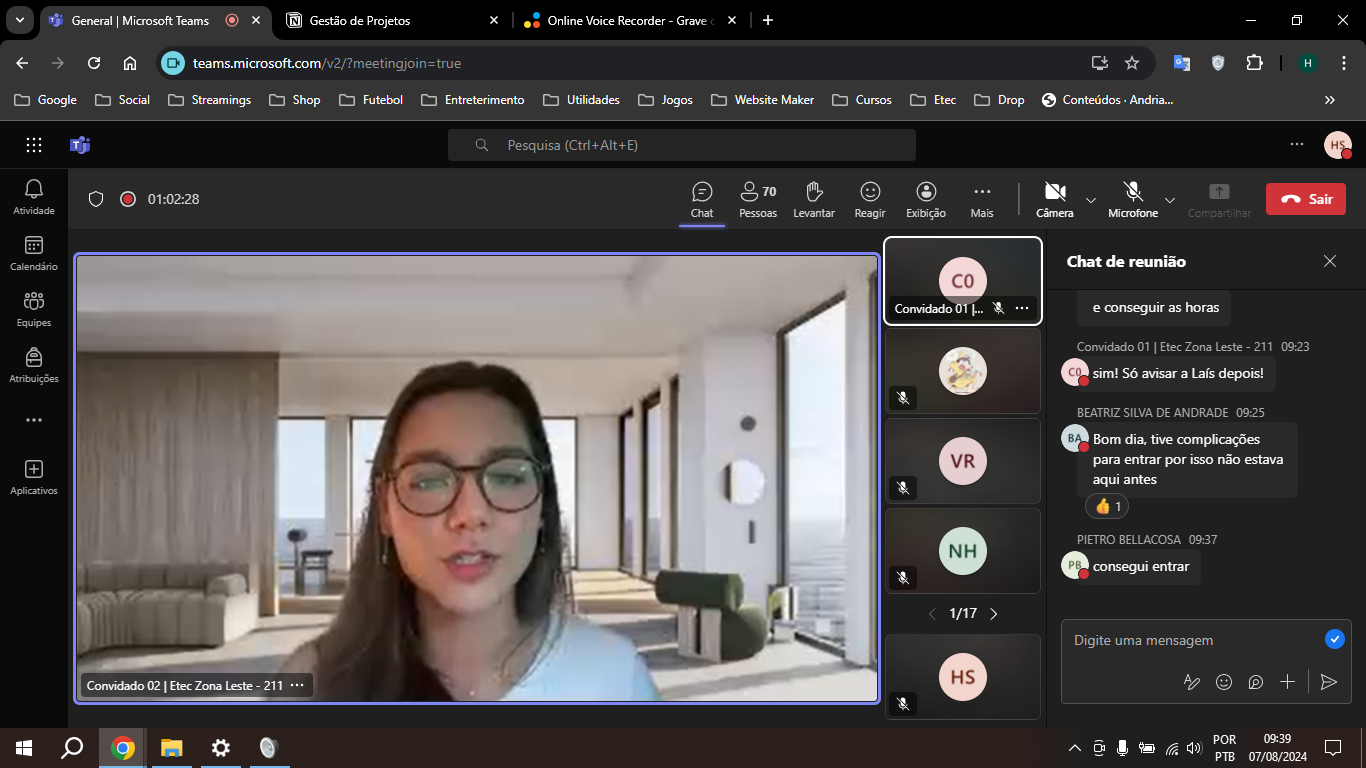 General | Microsoft Teams
Gestão de Projetos
Online Voice Recorder - Grave
teams.microsoft.com/v2/?meetingjoin=true
H
Google
Social
Streamings
Shop
Futebol
Entreterimento
Utilidades
Jogos
Website Maker
Cursos
Etec
Drop
Conteúdos · Andria...
Pesquisa (Ctrl+Alt+E)
HS
Atividade
Calendário
Equipes
Atribuições
Aplicativos
01:02:28
Chat
70
Pessoas
Levantar
Reagir
Exibição
Mais
Câmera
Microfone
Compartilhar
Sair
Convidado 02 | Etec Zona Leste - 211
C0
Convidado 01 |...
VR
NH
1/17
HS
Chat de reunião
e conseguir as horas
Convidado 01 | Etec Zona Leste - 211 09:23
C0
sim! Só avisar a Laís depois!
BEATRIZ SILVA DE ANDRADE 09:25
BA
Bom dia, tive complicações
para entrar por isso não estava
aqui antes
1
PIETRO BELLACOSA 09:37
PB
consegui entrar
Digite uma mensagem
POR
PTB
09:39
07/08/2024